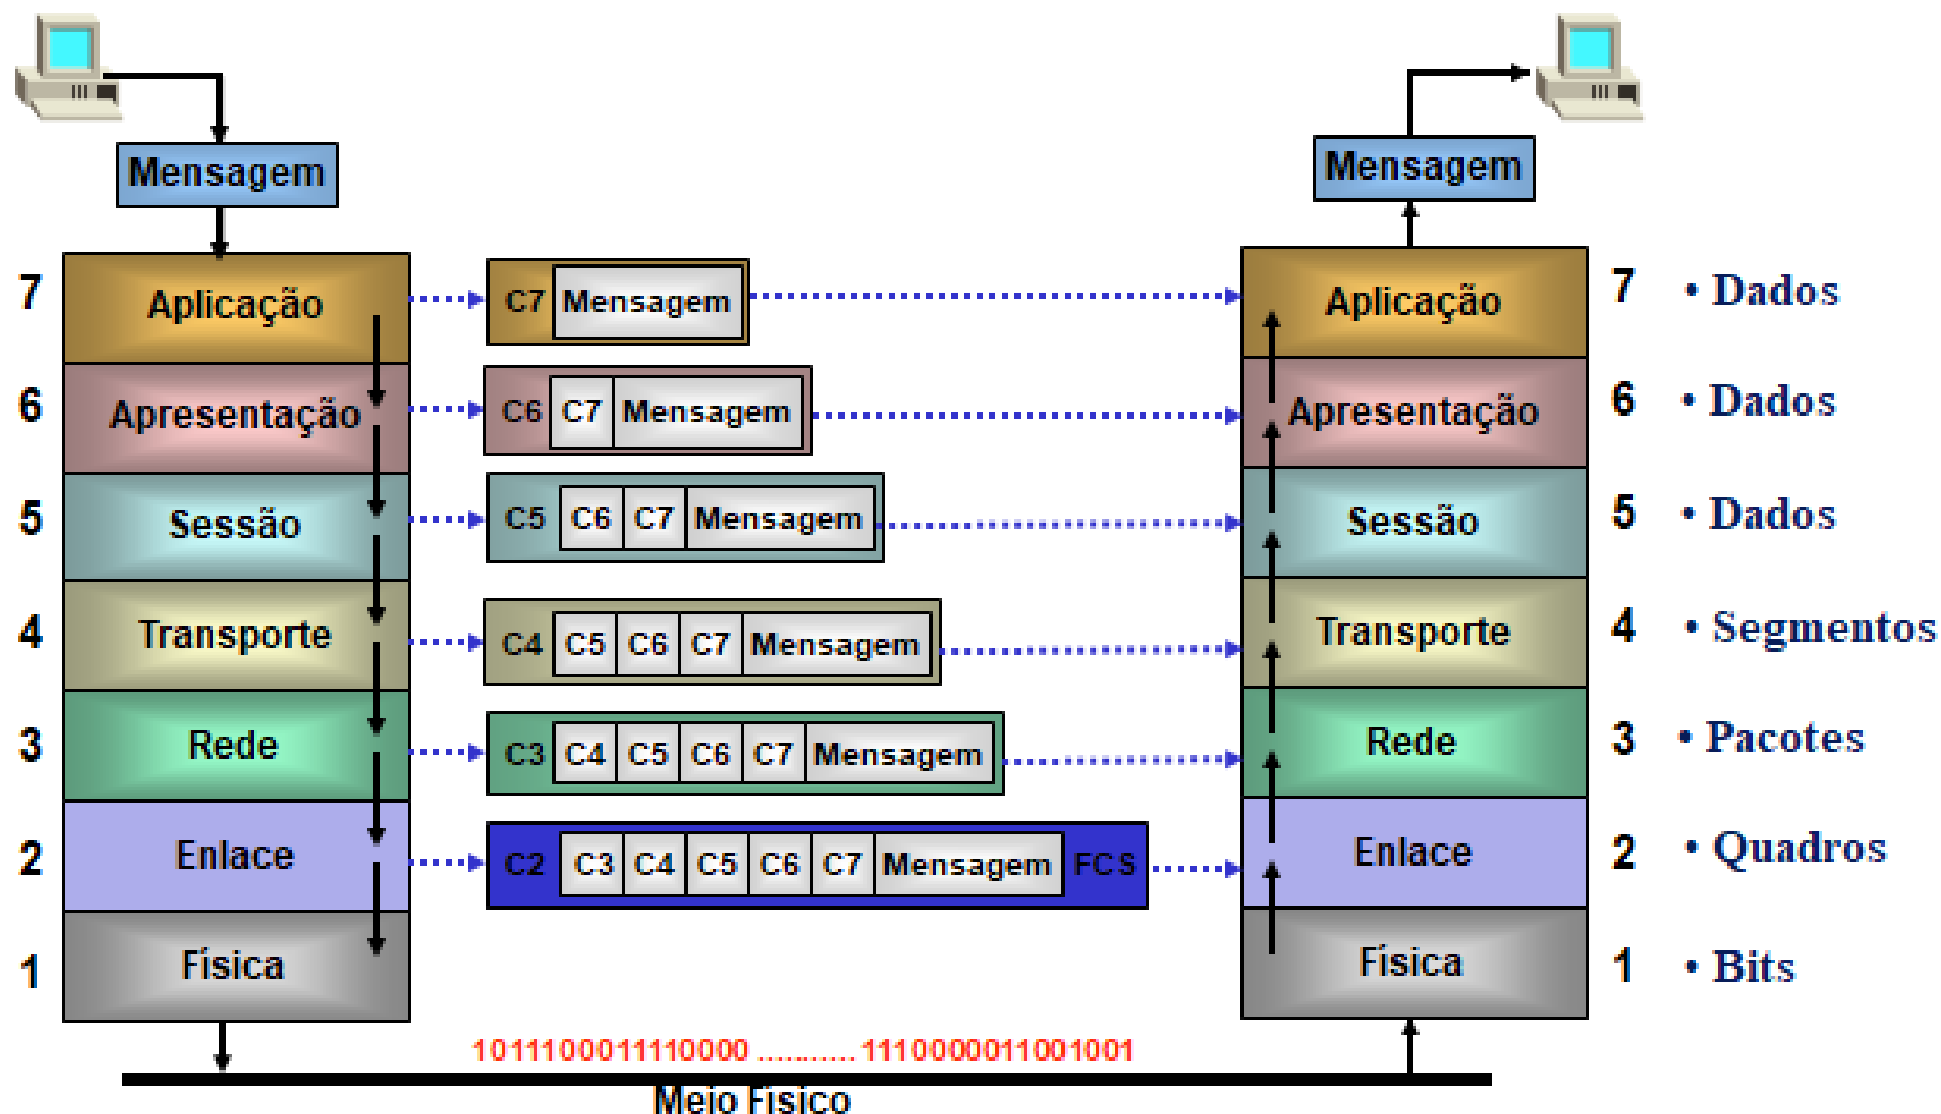 Mensagem
Mensagem
7 Aplicação C7 Mensagem Aplicação 7 • Dados
6 Apresentação C6 C7 Mensagem Apresentação 6 • Dados
5 Sessão C5 C6 C7 Mensagem Sessão 5 • Dados
4 Transporte C4 C5 C6 C7 Mensagem Transporte 4 • Segmentos
3 Rede C3 C4 C5 C6 C7 Mensagem Rede 3 • Pacotes
2 Enlace C2 C3 C4 C5 C6 C7 Mensagem FCS Enlace 2 • Quadros
1 Física Física 1 • Bits
1011100011110000 ........... 1110000011001001
Meio Físico